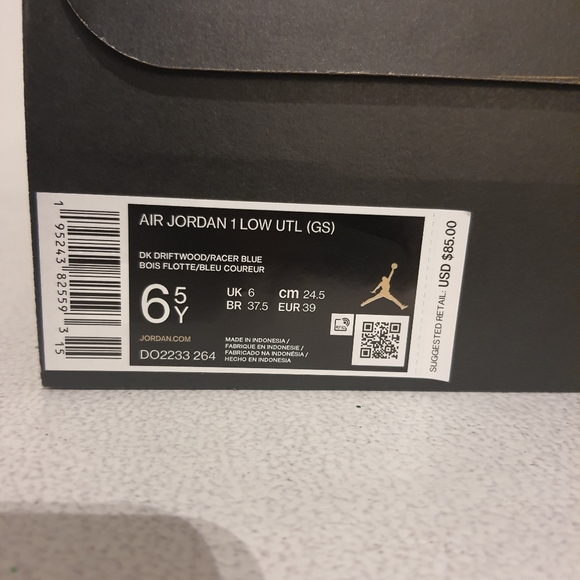 AIR JORDAN 1 LOW UTL (GS)
DK DRIFTWOOD/RACER BLUE
BOIS FLOTTE/BLEU COUREUR
6 5Y
UK 6 cm 24.5
BR 37.5 EUR 39
JORDAN.COM
DO2233 264
MADE IN INDONESIA /
FABRIQUE EN INDONESIE /
FABRICADO NA INDONÉSIA /
HECHO EN INDONESIA
1 95243 82559 3 15
SUGGESTED RETAIL: USD $85.00